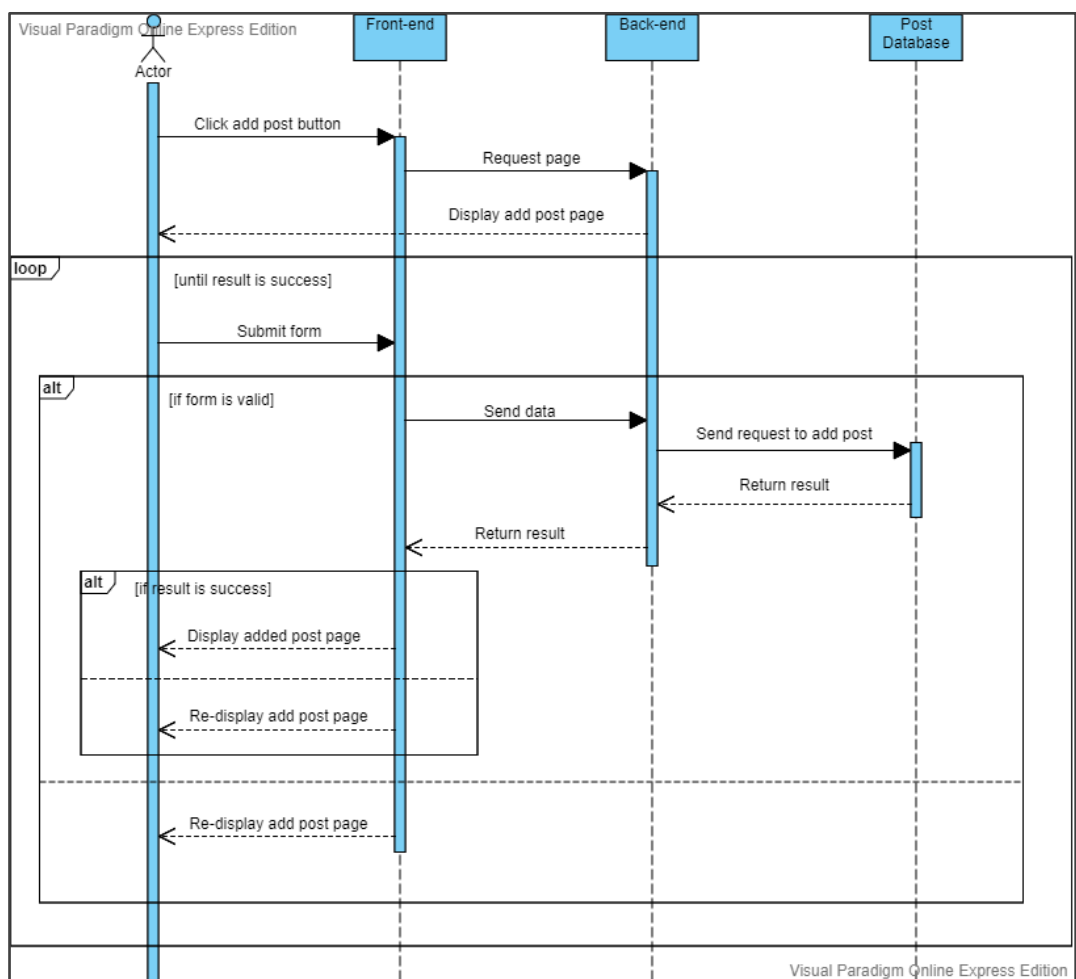 Visual Paradigm Online Express Edition
Front-end
Back-end
Post
Database
Actor
Click add post button
Request page
Display add post page
loop
[until result is success]
Submit form
alt
[if form is valid]
Send data
Send request to add post
Return result
Return result
alt
[if result is success]
Display added post page
Re-display add post page
Re-display add post page
Visual Paradigm Online Express Edition